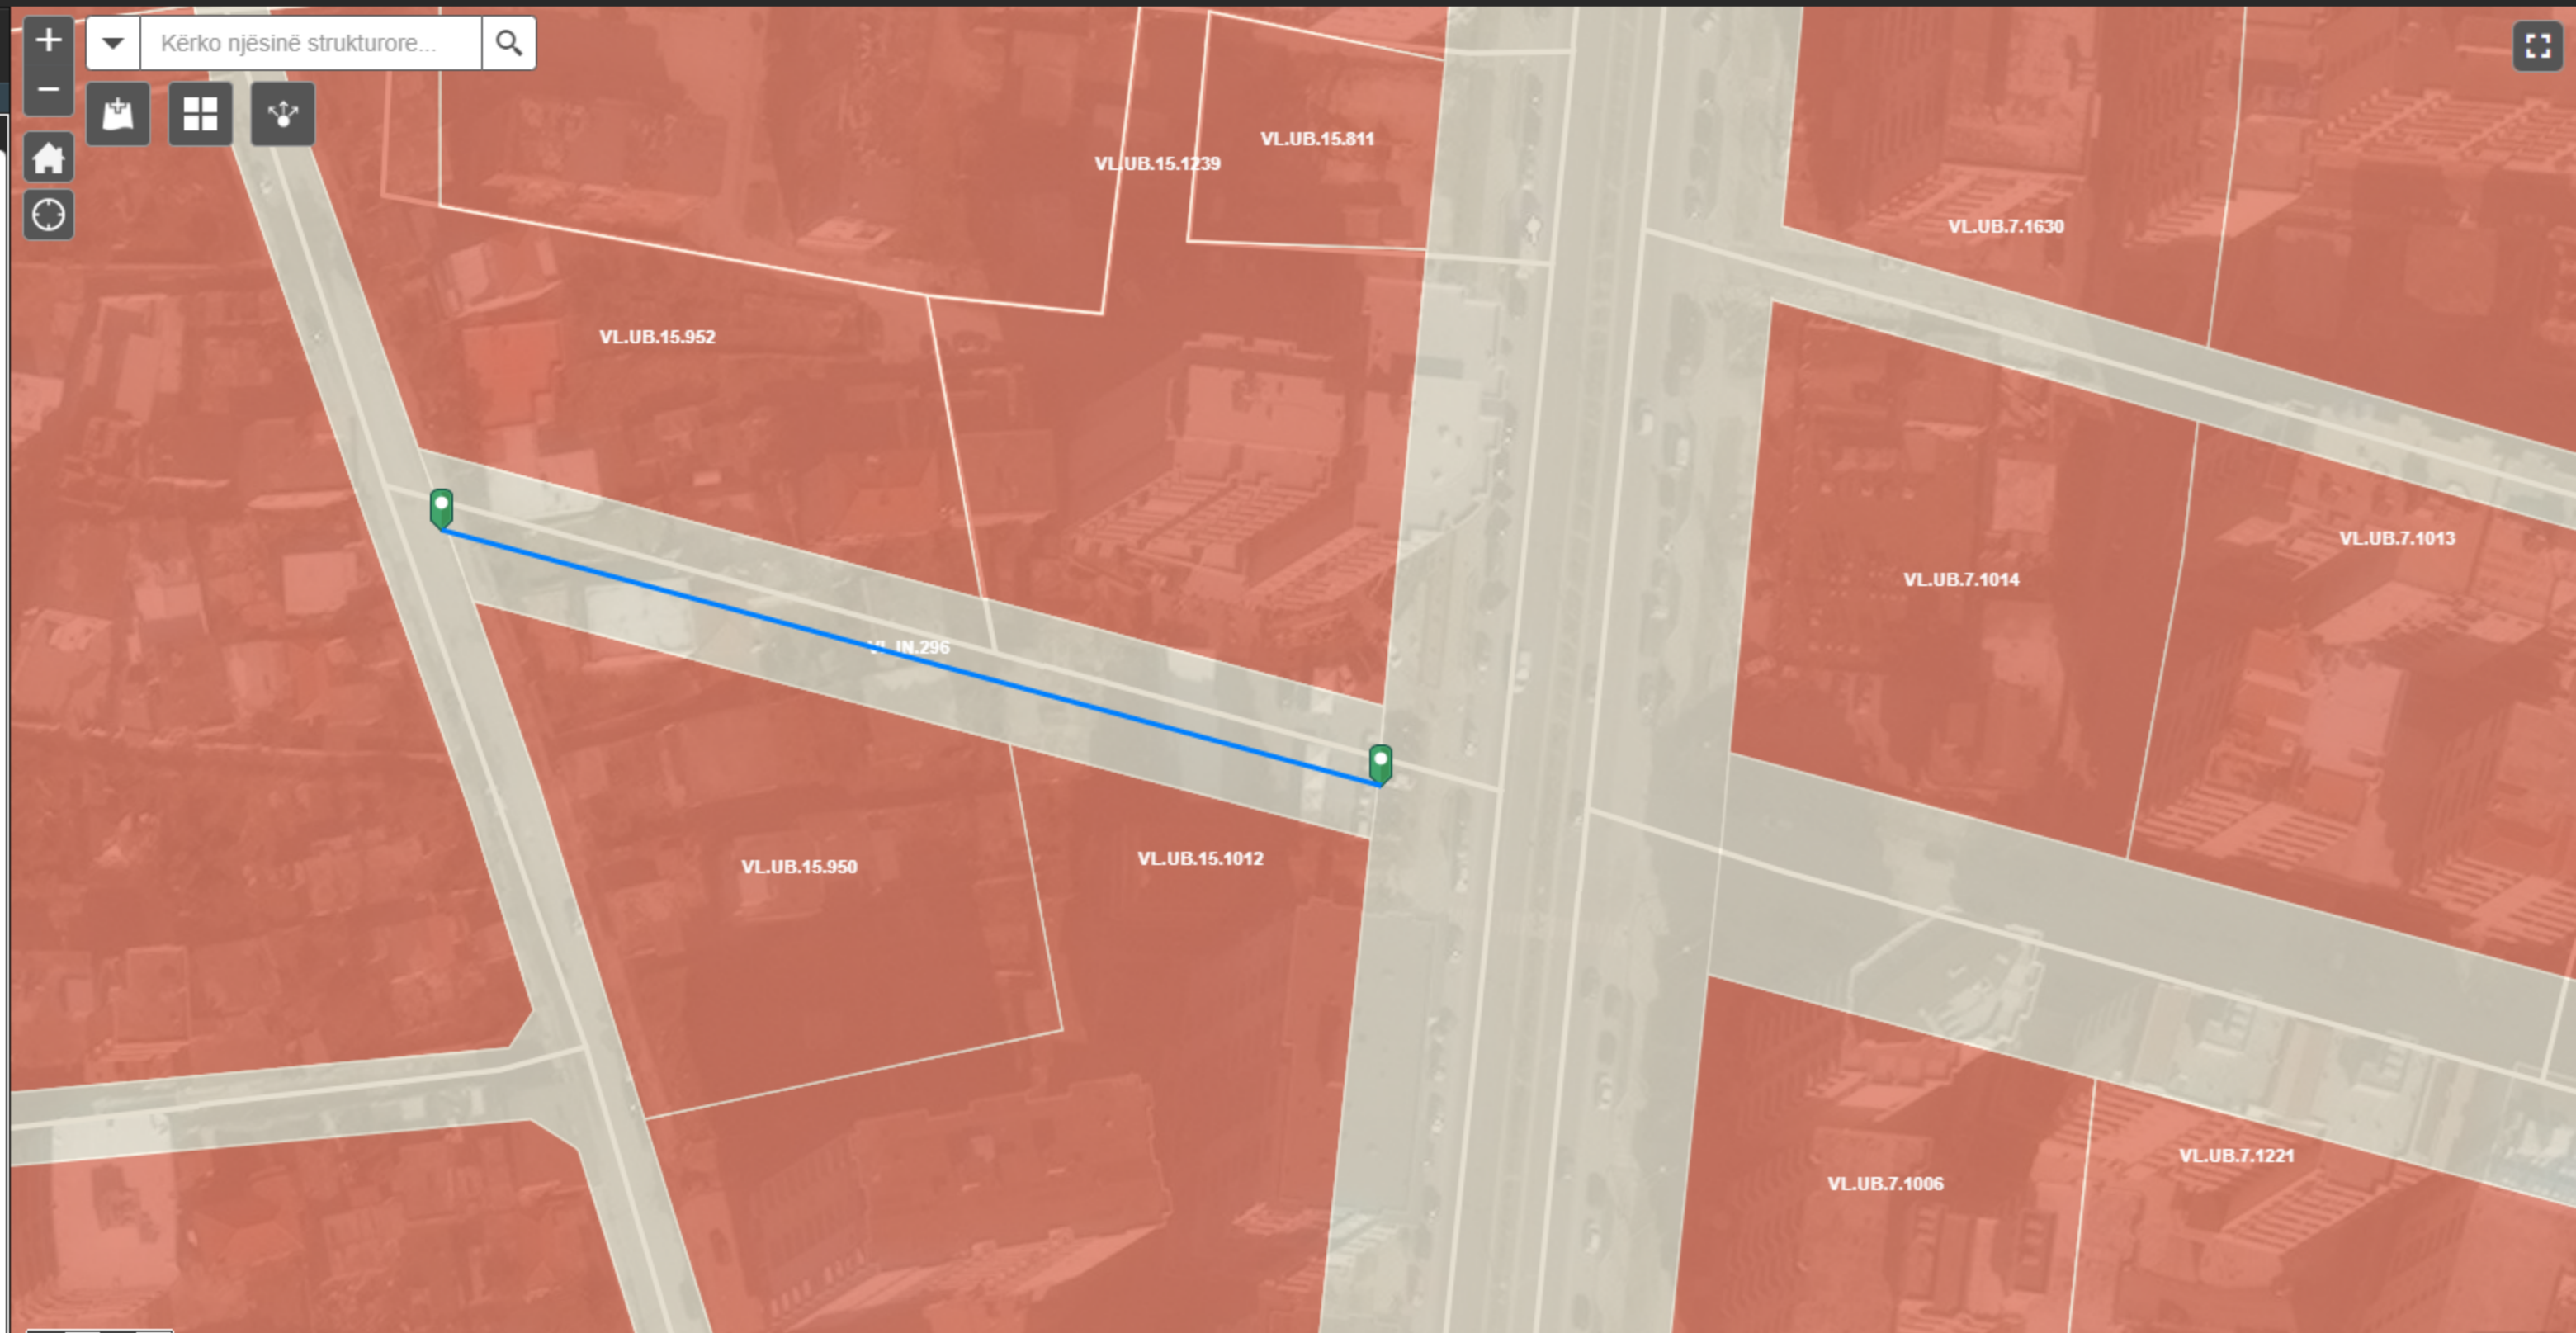 Kërko njësinë strukturore...
VL.UB.15.811
VL.UB.15.1239
VL.UB.7.1630
VL.UB.15.952
VL.UB.7.1013
VL.UB.7.1014
VL.IN.296
VL.UB.15.1012
VL.UB.15.950
VL.UB.7.1221
VL.UB.7.1006